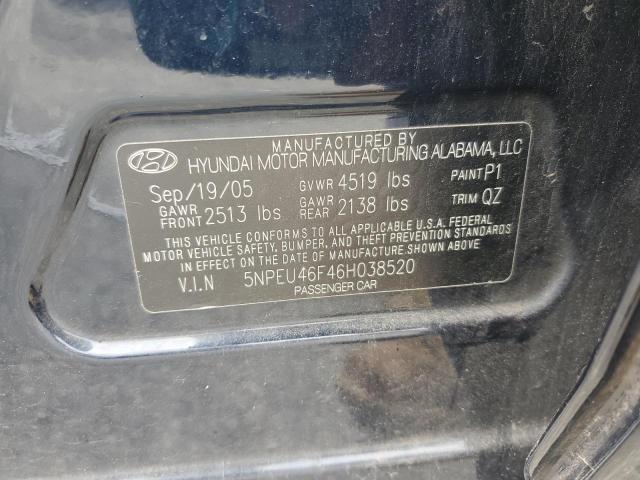 MANUFACTURED BY
HYUNDAI MOTOR MANUFACTURING ALABAMA, LLC
Sep/19/05 GVWR 4519 lbs PAINT P1
GAWR FRONT 2513 lbs GAWR REAR 2138 lbs TRIM QZ
THIS VEHICLE CONFORMS TO ALL APPLICABLE U.S.A. FEDERAL
MOTOR VEHICLE SAFETY, BUMPER, AND THEFT PREVENTION STANDARDS
IN EFFECT ON THE DATE OF MANUFACTURE SHOWN ABOVE.
V.I.N 5NPEU46F46H038520
PASSENGER CAR